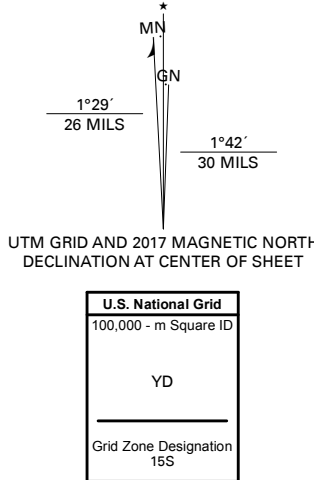 MN
GN
1°29´
26 MILS
1°42´
30 MILS
UTM GRID AND 2017 MAGNETIC NORTH
DECLINATION AT CENTER OF SHEET
U.S. National Grid
100,000 - m Square ID
YD
Grid Zone Designation
15S